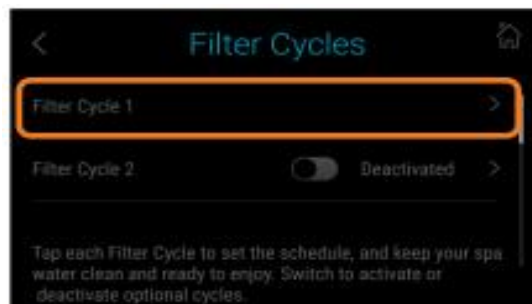 Filter Cycles
Filter Cycle 1
Filter Cycle 2 Deactivated
Tap each Filter Cycle to set the schedule, and keep your spa
water clean and ready to enjoy. Switch to activate or
deactivate optional cycles.